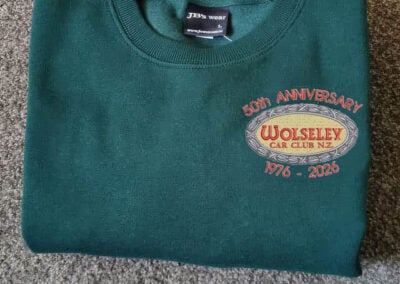 JB's wear
L
50th ANNIVERSARY
WOLSELEY
CAR CLUB N.Z.
1976 - 2026